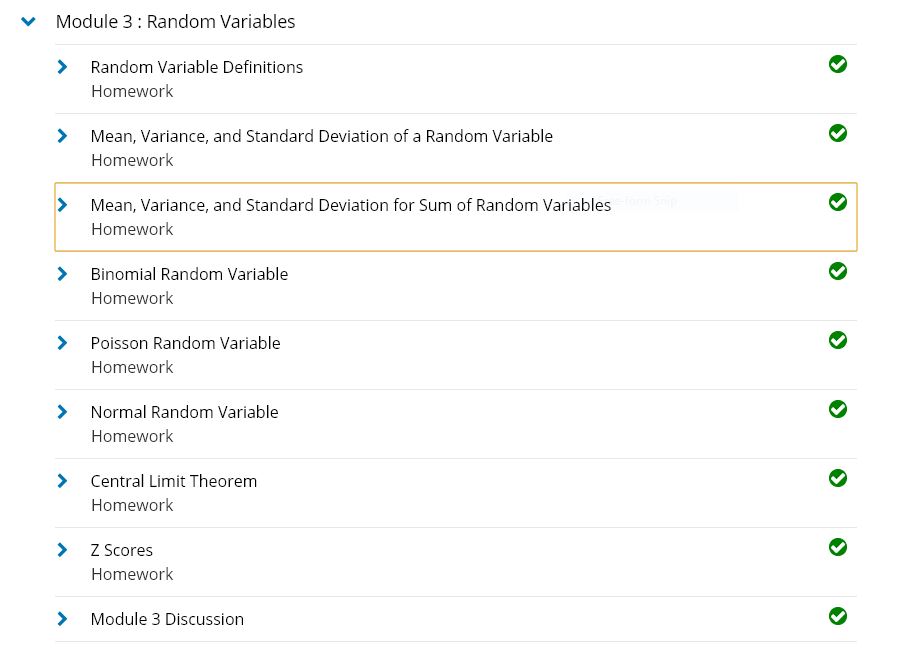 Module 3 : Random Variables
Random Variable Definitions
Homework
Mean, Variance, and Standard Deviation of a Random Variable
Homework
Mean, Variance, and Standard Deviation for Sum of Random Variables
Homework
Binomial Random Variable
Homework
Poisson Random Variable
Homework
Normal Random Variable
Homework
Central Limit Theorem
Homework
Z Scores
Homework
Module 3 Discussion